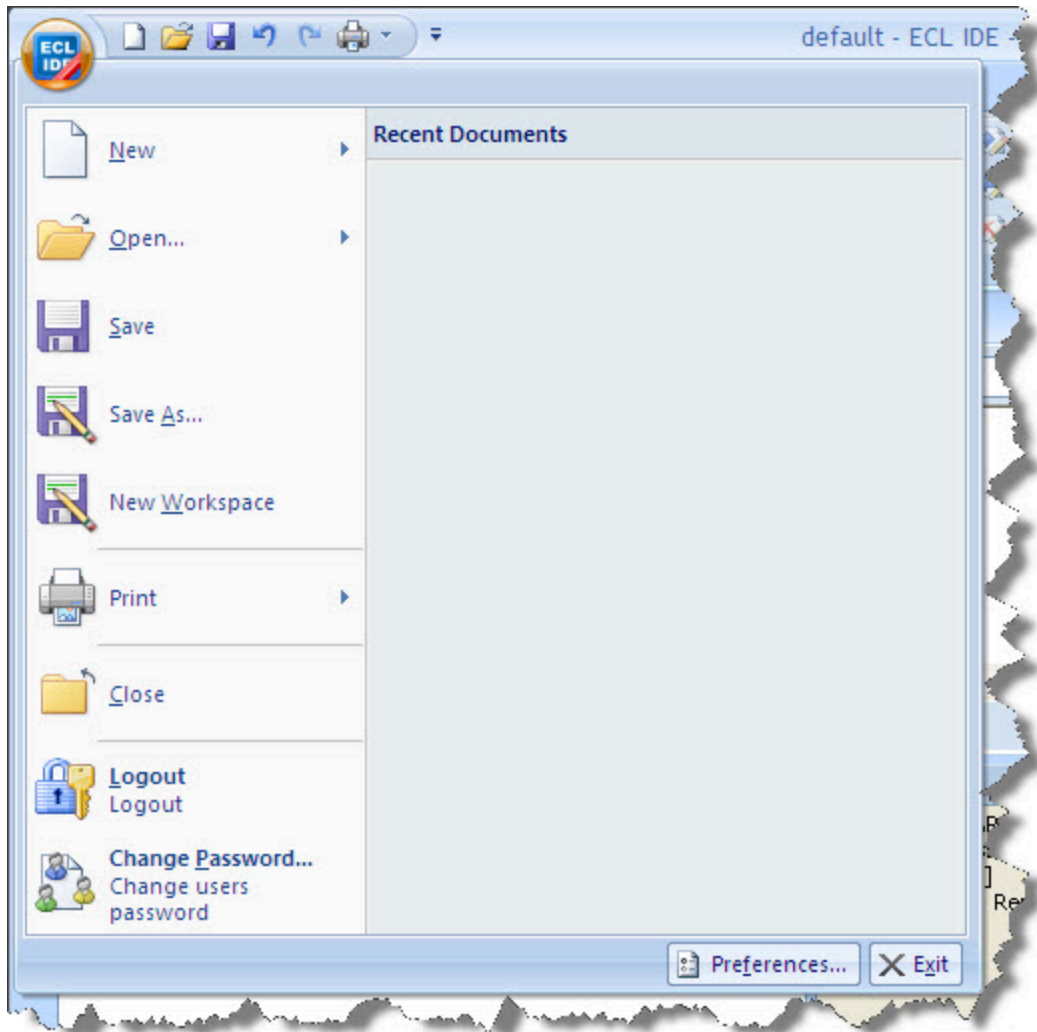 default - ECL IDE -
ECL
IDE
Recent Documents
New
Open...
Save
Save As...
New Workspace
Print
Close
Logout
Logout
Change Password...
Change users
password
Preferences...
Exit